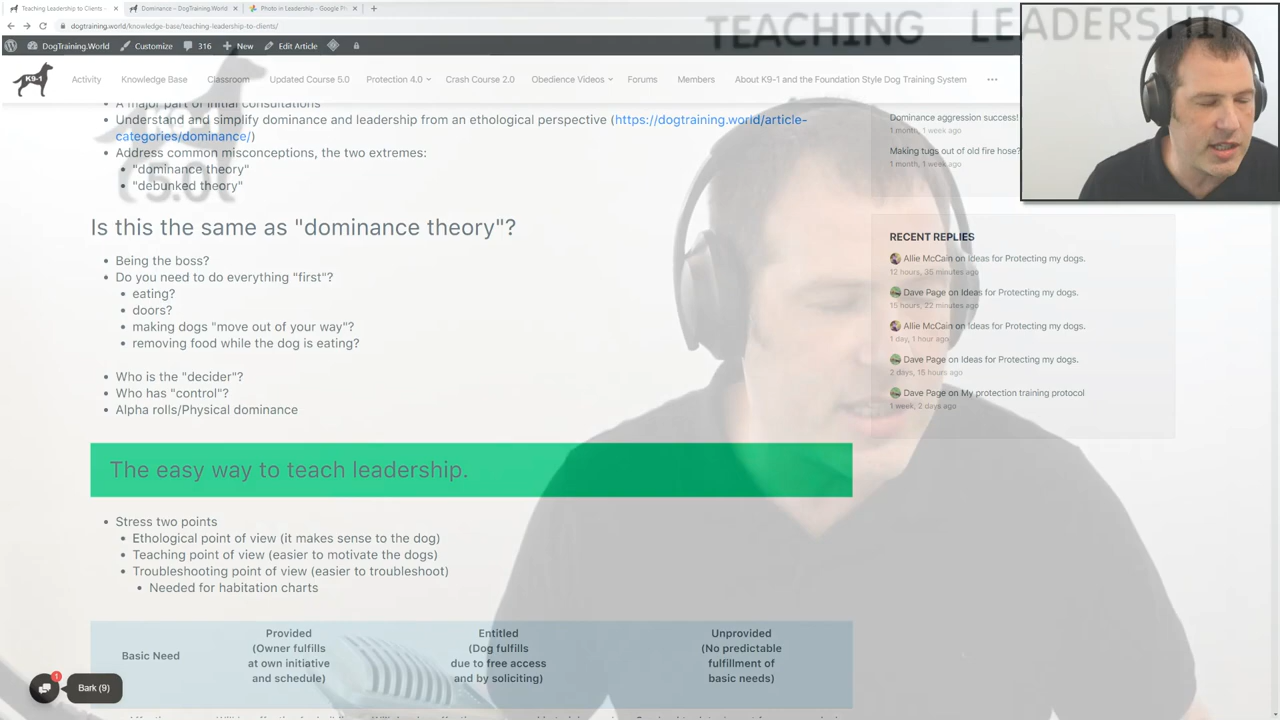 Teaching Leadership to Clients -
Dominance – DogTraining.World
Photo in Leadership - Google Ph
dogtraining.world/knowledge-base/teaching-leadership-to-clients/
TEACHING LEADERSHIP
DogTraining.World Customize 316 New Edit Article
K9-1 Activity Knowledge Base Classroom Updated Course 5.0 Protection 4.0 Crash Course 2.0 Obedience Videos Forums Members About K9-1 and the Foundation Style Dog Training System
A major part of initial consultations
Understand and simplify dominance and leadership from an ethological perspective (https://dogtraining.world/article-
categories/dominance/)
Address common misconceptions, the two extremes:
"dominance theory"
"debunked theory"
(5.0)
Is this the same as "dominance theory"?
Being the boss?
Do you need to do everything "first"?
eating?
doors?
making dogs "move out of your way"?
removing food while the dog is eating?
Who is the "decider"?
Who has "control"?
Alpha rolls/Physical dominance
The easy way to teach leadership.
Stress two points
Ethological point of view (it makes sense to the dog)
Teaching point of view (easier to motivate the dogs)
Troubleshooting point of view (easier to troubleshoot)
Needed for habitation charts
Basic Need
Provided
(Owner fulfills
at own initiative
and schedule)
Entitled
(Dog fulfills
due to free access
and by soliciting)
Unprovided
(No predictable
fulfillment of
basic needs)
Dominance aggression success!
1 month, 1 week ago
Making tugs out of old fire hose?
1 month, 1 week ago
RECENT REPLIES
Allie McCain on Ideas for Protecting my dogs.
12 hours, 35 minutes ago
Dave Page on Ideas for Protecting my dogs.
15 hours, 22 minutes ago
Allie McCain on Ideas for Protecting my dogs.
1 day, 1 hour ago
Dave Page on Ideas for Protecting my dogs.
2 days, 15 hours ago
Dave Page on My protection training protocol
1 week, 2 days ago
1
Bark (9)